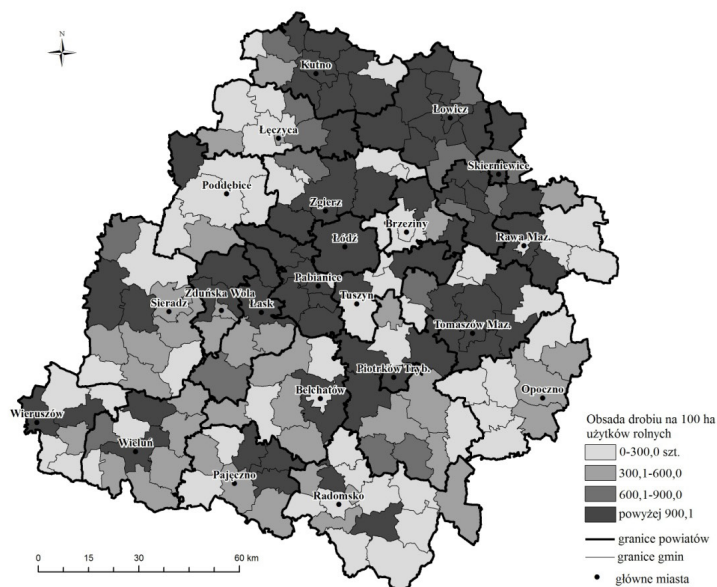 N
Kutno
Łowicz
Łęczyca
Skierniewice
Poddębice
Zgierz
Brzeziny
Łódź
Rawa Maz.
Pabianice
Zduńska Wola
Tuszyn
Sieradz
Łask
Tomaszów Maz.
Piotrków Tryb.
Bełchatów
Opoczno
Wieruszów
Wieluń
Pajęczno
Radomsko
Obsada drobiu na 100 ha
użytków rolnych
0-300,0 szt.
300,1-600,0
600,1-900,0
powyżej 900,1
granice powiatów
granice gmin
główne miasta
0 15 30 60 km